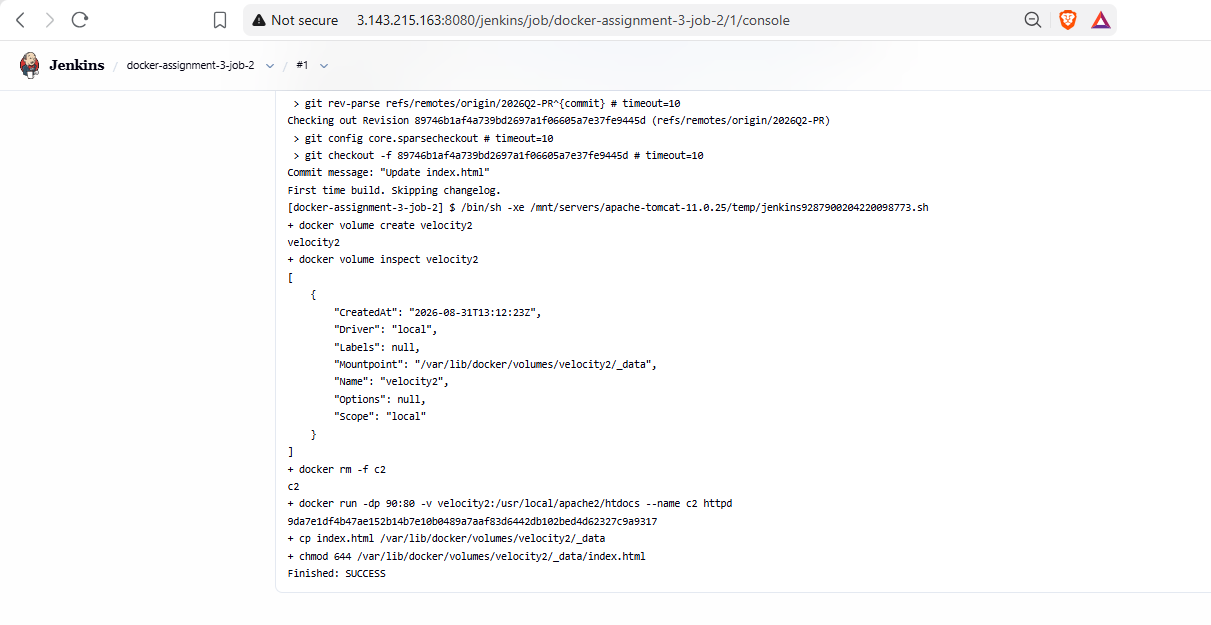 Not secure 3.143.215.163:8080/jenkins/job/docker-assignment-3-job-2/1/console
Jenkins / docker-assignment-3-job-2 / #1
> git rev-parse refs/remotes/origin/2026Q2-PR^{commit} # timeout=10
Checking out Revision 89746b1af4a739bd2697a1f06605a7e37fe9445d (refs/remotes/origin/2026Q2-PR)
> git config core.sparsecheckout # timeout=10
> git checkout -f 89746b1af4a739bd2697a1f06605a7e37fe9445d # timeout=10
Commit message: "Update index.html"
First time build. Skipping changelog.
[docker-assignment-3-job-2] $ /bin/sh -xe /mnt/servers/apache-tomcat-11.0.25/temp/jenkins9287900204220098773.sh
+ docker volume create velocity2
velocity2
+ docker volume inspect velocity2
[
    {
        "CreatedAt": "2026-08-31T13:12:23Z",
        "Driver": "local",
        "Labels": null,
        "Mountpoint": "/var/lib/docker/volumes/velocity2/_data",
        "Name": "velocity2",
        "Options": null,
        "Scope": "local"
    }
]
+ docker rm -f c2
c2
+ docker run -dp 90:80 -v velocity2:/usr/local/apache2/htdocs --name c2 httpd
9da7e1df4b47ae152b14b7e10b0489a7aaf83d6442db102bed4d62327c9a9317
+ cp index.html /var/lib/docker/volumes/velocity2/_data
+ chmod 644 /var/lib/docker/volumes/velocity2/_data/index.html
Finished: SUCCESS